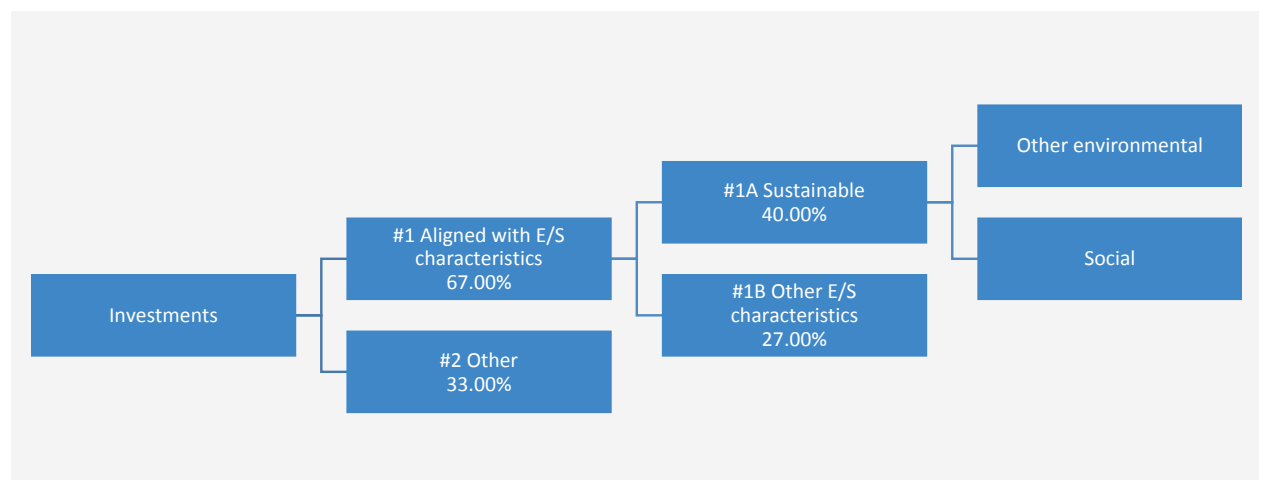 Investments
#1 Aligned with E/S
characteristics
67.00%
#2 Other
33.00%
#1A Sustainable
40.00%
#1B Other E/S
characteristics
27.00%
Other environmental
Social